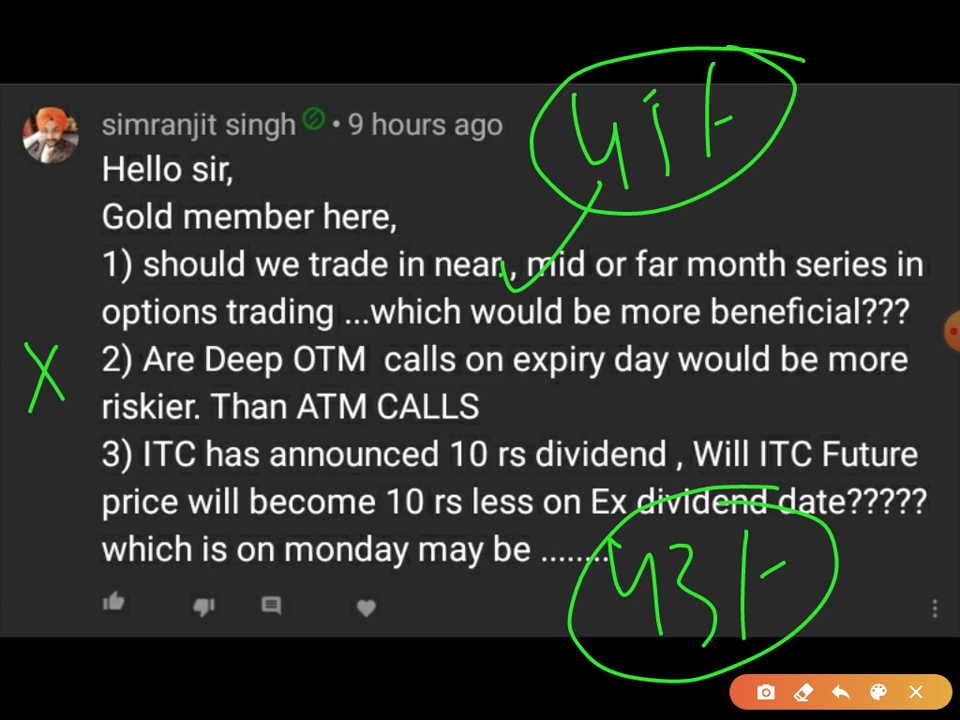 simranjit singh • 9 hours ago
Hello sir,
Gold member here,
1) should we trade in near , mid or far month series in
options trading ...which would be more beneficial???
2) Are Deep OTM calls on expiry day would be more
riskier. Than ATM CALLS
3) ITC has announced 10 rs dividend , Will ITC Future
price will become 10 rs less on Ex dividend date?????
which is on monday may be ........
43/-